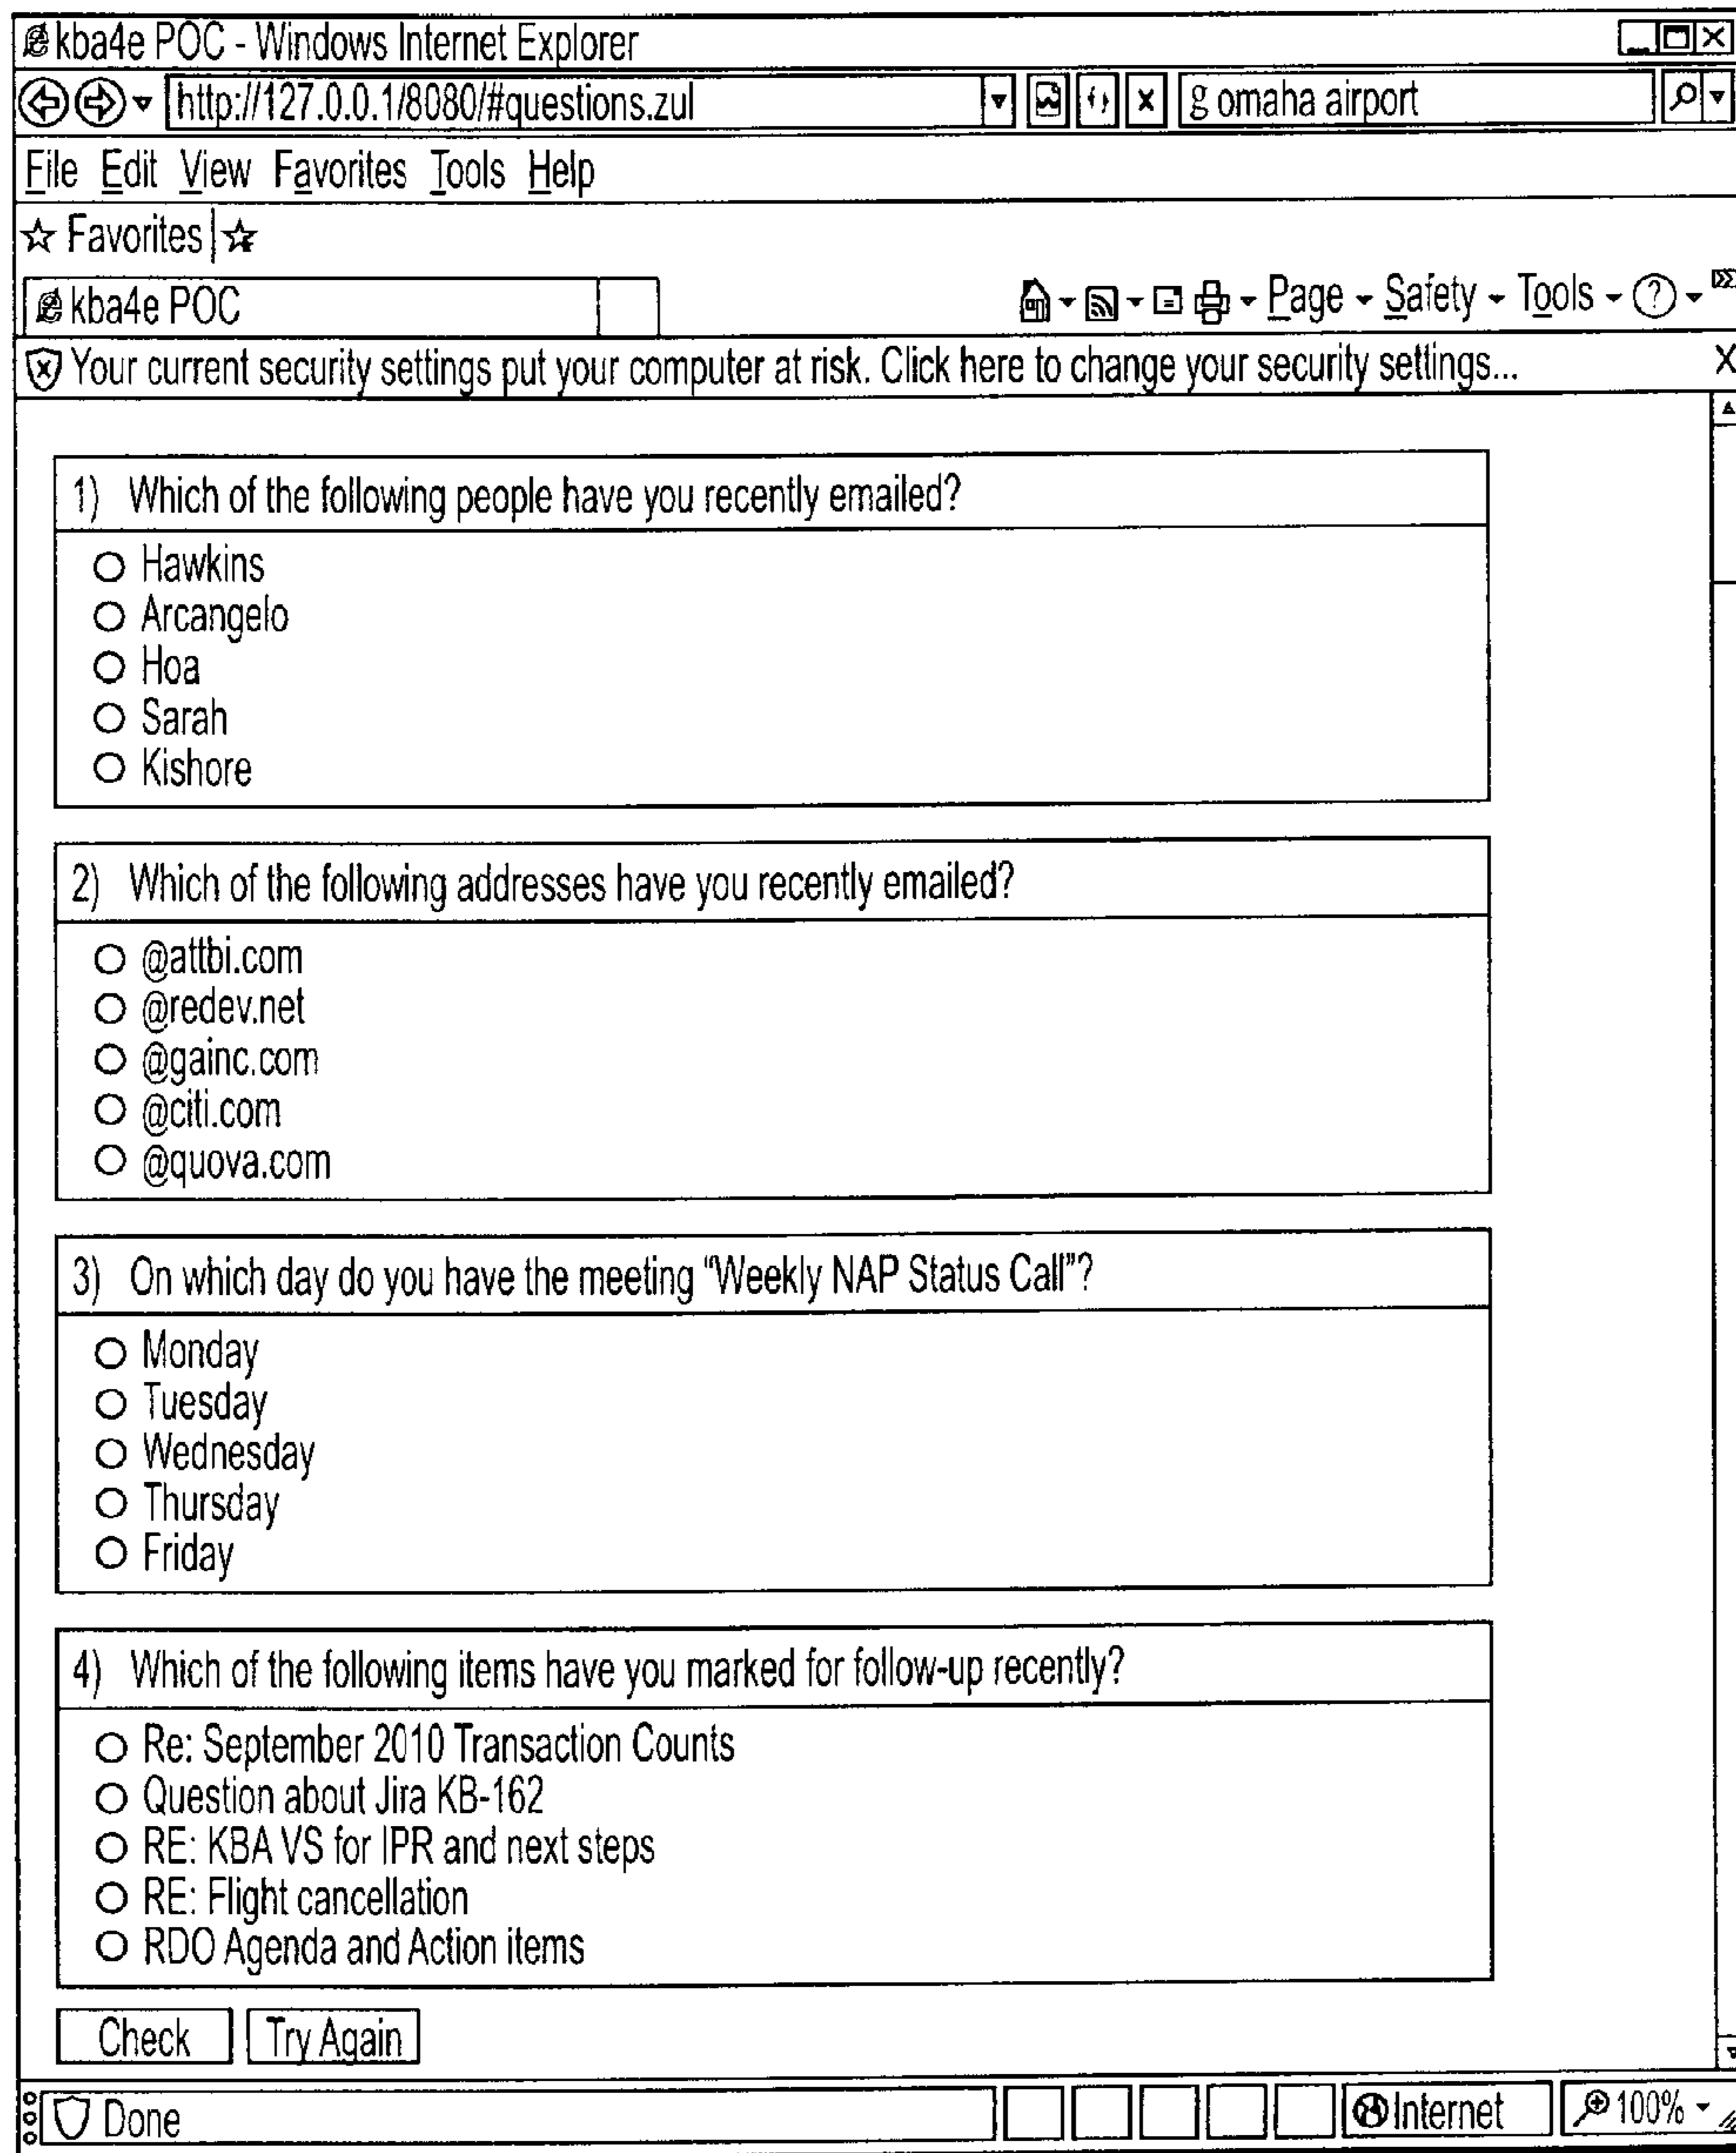 kba4e POC - Windows Internet Explorer
http://127.0.0.1/8080/#questions.zul
g omaha airport
File Edit View Favorites Tools Help
Favorites
kba4e POC
Page Safety Tools ?
Your current security settings put your computer at risk. Click here to change your security settings... X
1) Which of the following people have you recently emailed?
Hawkins
Arcangelo
Hoa
Sarah
Kishore
2) Which of the following addresses have you recently emailed?
@attbi.com
@redev.net
@gainc.com
@citi.com
@quova.com
3) On which day do you have the meeting "Weekly NAP Status Call"?
Monday
Tuesday
Wednesday
Thursday
Friday
4) Which of the following items have you marked for follow-up recently?
Re: September 2010 Transaction Counts
Question about Jira KB-162
RE: KBA VS for IPR and next steps
RE: Flight cancellation
RDO Agenda and Action items
Check Try Again
Done Internet 100%